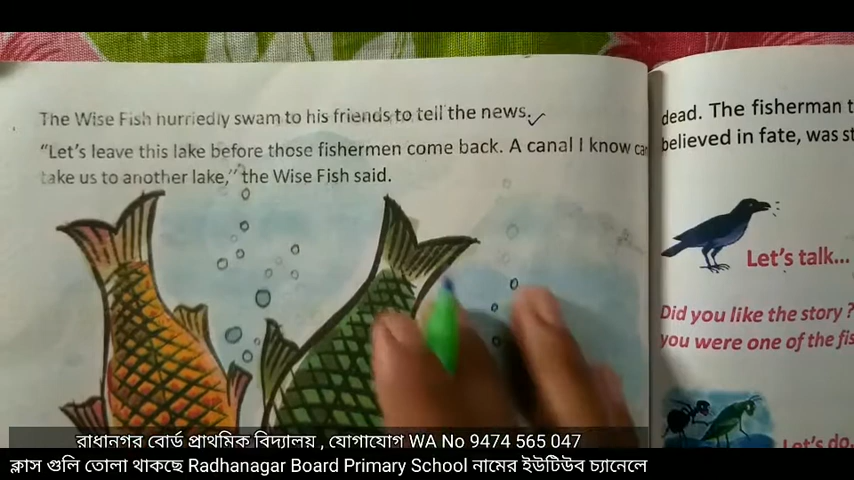 The Wise Fish hurriedly swam to his friends to tell the news.
"Let's leave this lake before those fishermen come back. A canal I know can
take us to another lake," the Wise Fish said.
dead. The fisherman
believed in fate, was
Let's talk...
Did you like the story?
you were one of the
Let's do
রাধানগর বোর্ড প্রাথমিক বিদ্যালয় , যোগাযোগ WA No 9474 565 047
ক্লাস গুলি তোলা থাকছে Radhanagar Board Primary School নামের ইউটিউব চ্যানেলে